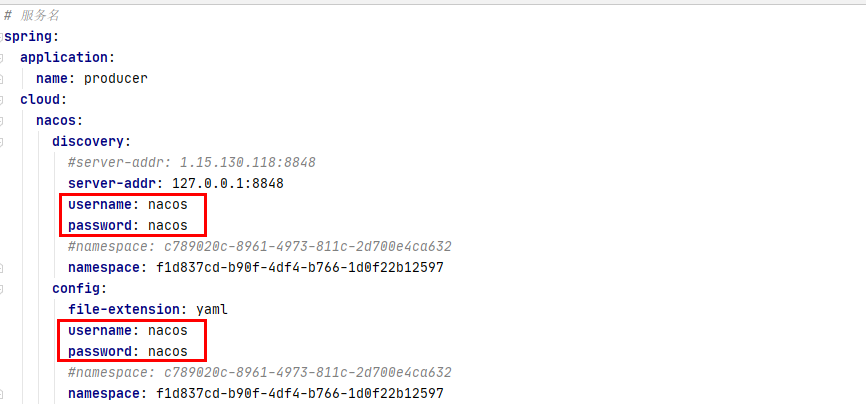 # 服务名
spring:
  application:
    name: producer
  cloud:
    nacos:
      discovery:
        #server-addr: 1.15.130.118:8848
        server-addr: 127.0.0.1:8848
        username: nacos
        password: nacos
        #namespace: c789020c-8961-4973-811c-2d700e4ca632
        namespace: f1d837cd-b90f-4df4-b766-1d0f22b12597
      config:
        file-extension: yaml
        username: nacos
        password: nacos
        #namespace: c789020c-8961-4973-811c-2d700e4ca632
        namespace: f1d837cd-b90f-4df4-b766-1d0f22b12597